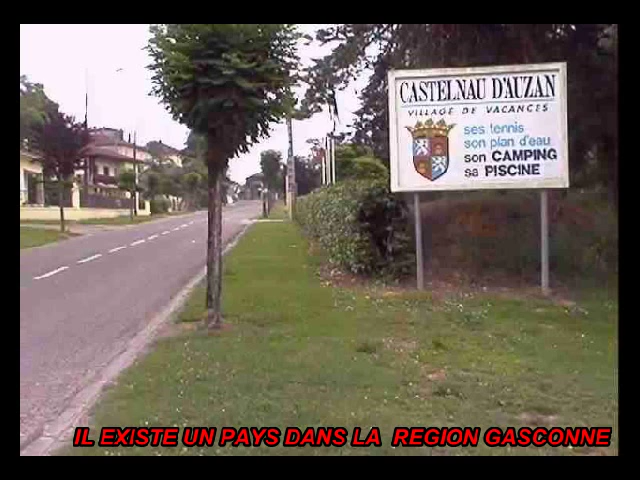 CASTELNAU D'AUZAN
VILLAGE DE VACANCES
ses tennis
son plan d'eau
son CAMPING
sa PISCINE
IL EXISTE UN PAYS DANS LA REGION GASCONNE